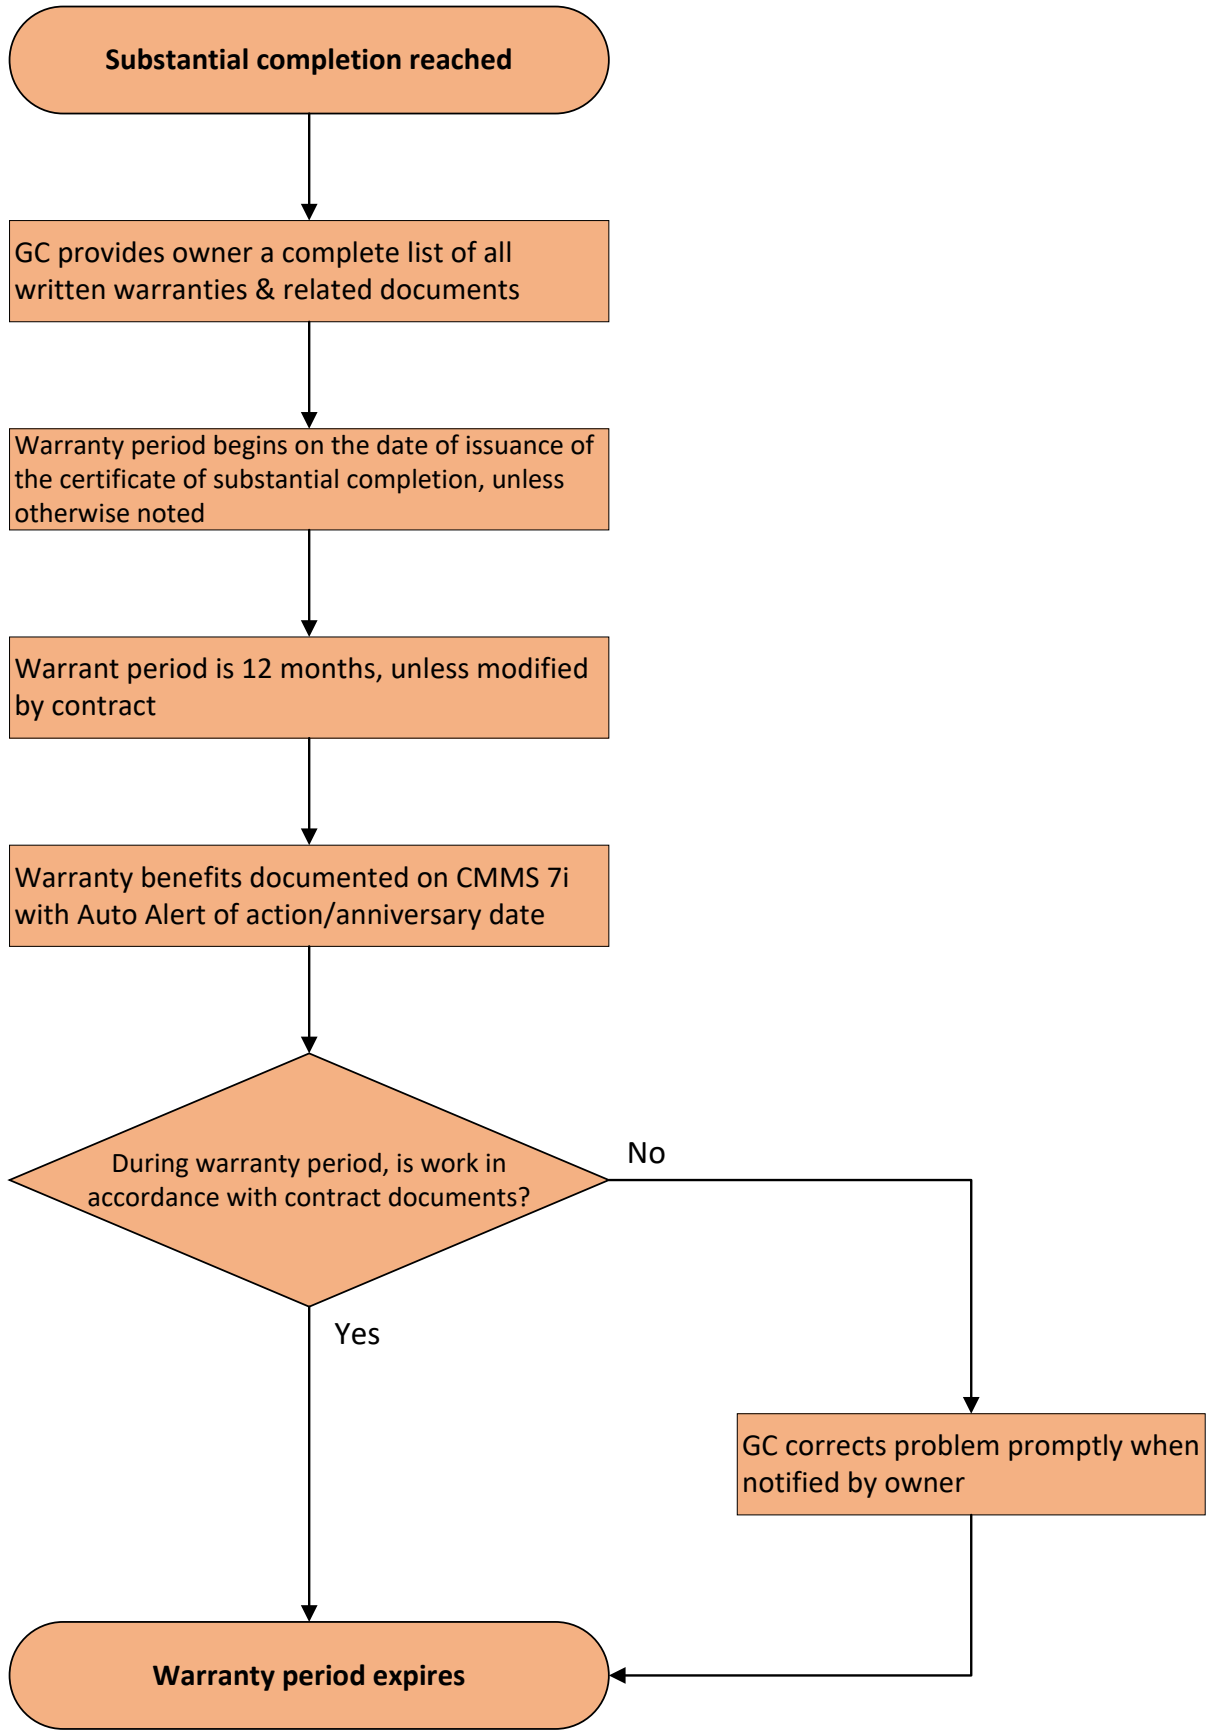 Substantial completion reached
GC provides owner a complete list of all
written warranties & related documents
Warranty period begins on the date of issuance of
the certificate of substantial completion, unless
otherwise noted
Warrant period is 12 months, unless modified
by contract
Warranty benefits documented on CMMS 7i
with Auto Alert of action/anniversary date
During warranty period, is work in
accordance with contract documents?
No
Yes
GC corrects problem promptly when
notified by owner
Warranty period expires